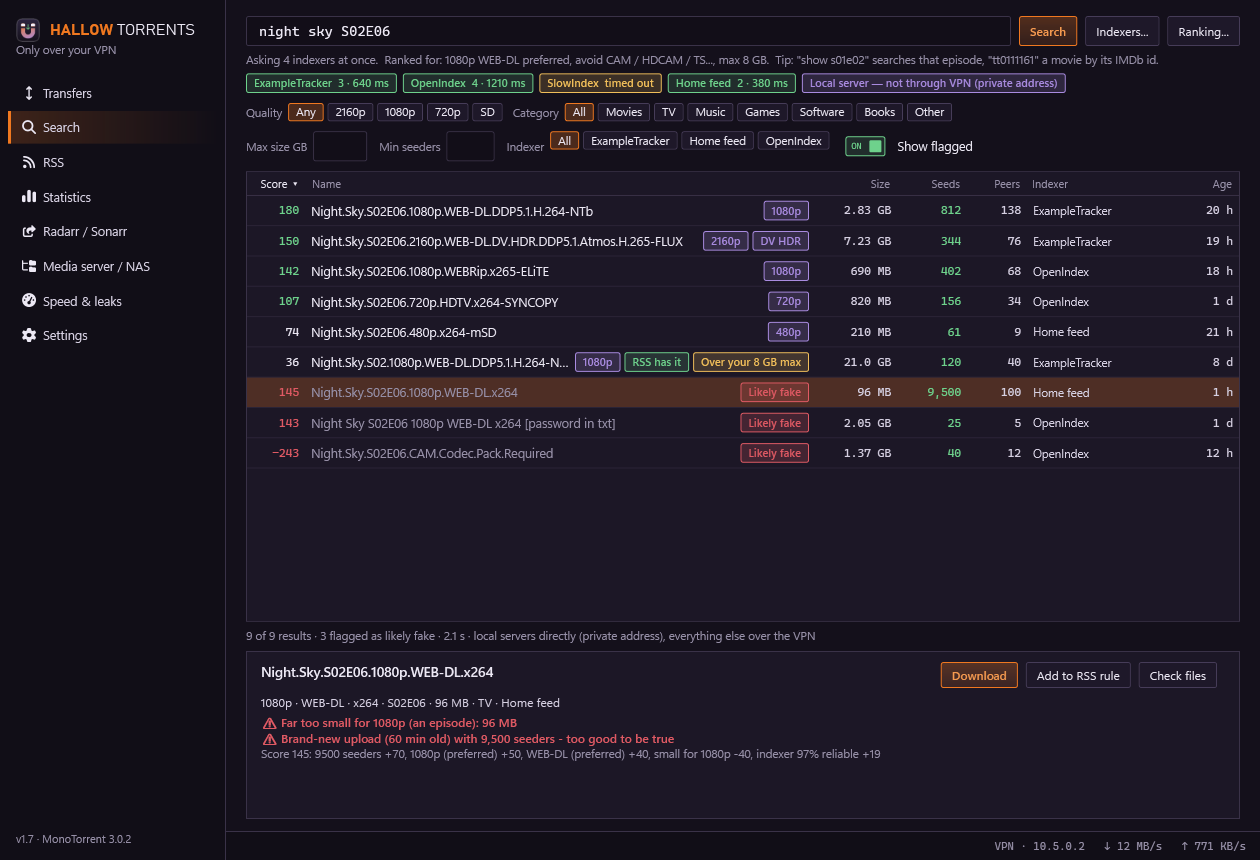 HALLOW TORRENTS
Only over your VPN
Transfers
Search
RSS
Statistics
Radarr / Sonarr
Media server / NAS
Speed & leaks
Settings
v1.7 · MonoTorrent 3.0.2
night sky S02E06
Search
Indexers...
Ranking...
Asking 4 indexers at once. Ranked for: 1080p WEB-DL preferred, avoid CAM / HDCAM / TS..., max 8 GB. Tip: "show s01e02" searches that episode, "tt0111161" a movie by its IMDb id.
ExampleTracker 3 · 640 ms
OpenIndex 4 · 1210 ms
SlowIndex timed out
Home feed 2 · 380 ms
Local server — not through VPN (private address)
Quality Any 2160p 1080p 720p SD Category All Movies TV Music Games Software Books Other
Max size GB Min seeders Indexer All ExampleTracker Home feed OpenIndex ON Show flagged
Score ▾ Name Size Seeds Peers Indexer Age
180 Night.Sky.S02E06.1080p.WEB-DL.DDP5.1.H.264-NTb 1080p 2.83 GB 812 138 ExampleTracker 20 h
150 Night.Sky.S02E06.2160p.WEB-DL.DV.HDR.DDP5.1.Atmos.H.265-FLUX 2160p DV HDR 7.23 GB 344 76 ExampleTracker 19 h
142 Night.Sky.S02E06.1080p.WEBRip.x265-ELiTE 1080p 690 MB 402 68 OpenIndex 18 h
107 Night.Sky.S02E06.720p.HDTV.x264-SYNCOPY 720p 820 MB 156 34 OpenIndex 1 d
74 Night.Sky.S02E06.480p.x264-mSD 480p 210 MB 61 9 Home feed 21 h
36 Night.Sky.S02.1080p.WEB-DL.DDP5.1.H.264-N... 1080p RSS has it Over your 8 GB max 21.0 GB 120 40 ExampleTracker 8 d
145 Night.Sky.S02E06.1080p.WEB-DL.x264 Likely fake 96 MB 9,500 100 Home feed 1 h
143 Night Sky S02E06 1080p WEB-DL x264 [password in txt] Likely fake 2.05 GB 25 5 OpenIndex 1 d
−243 Night.Sky.S02E06.CAM.Codec.Pack.Required Likely fake 1.37 GB 40 12 OpenIndex 12 h
9 of 9 results · 3 flagged as likely fake · 2.1 s · local servers directly (private address), everything else over the VPN
Night.Sky.S02E06.1080p.WEB-DL.x264
Download
Add to RSS rule
Check files
1080p · WEB-DL · x264 · S02E06 · 96 MB · TV · Home feed
Far too small for 1080p (an episode): 96 MB
Brand-new upload (60 min old) with 9,500 seeders - too good to be true
Score 145: 9500 seeders +70, 1080p (preferred) +50, WEB-DL (preferred) +40, small for 1080p -40, indexer 97% reliable +19
VPN · 10.5.0.2 ↓ 12 MB/s ↑ 771 KB/s